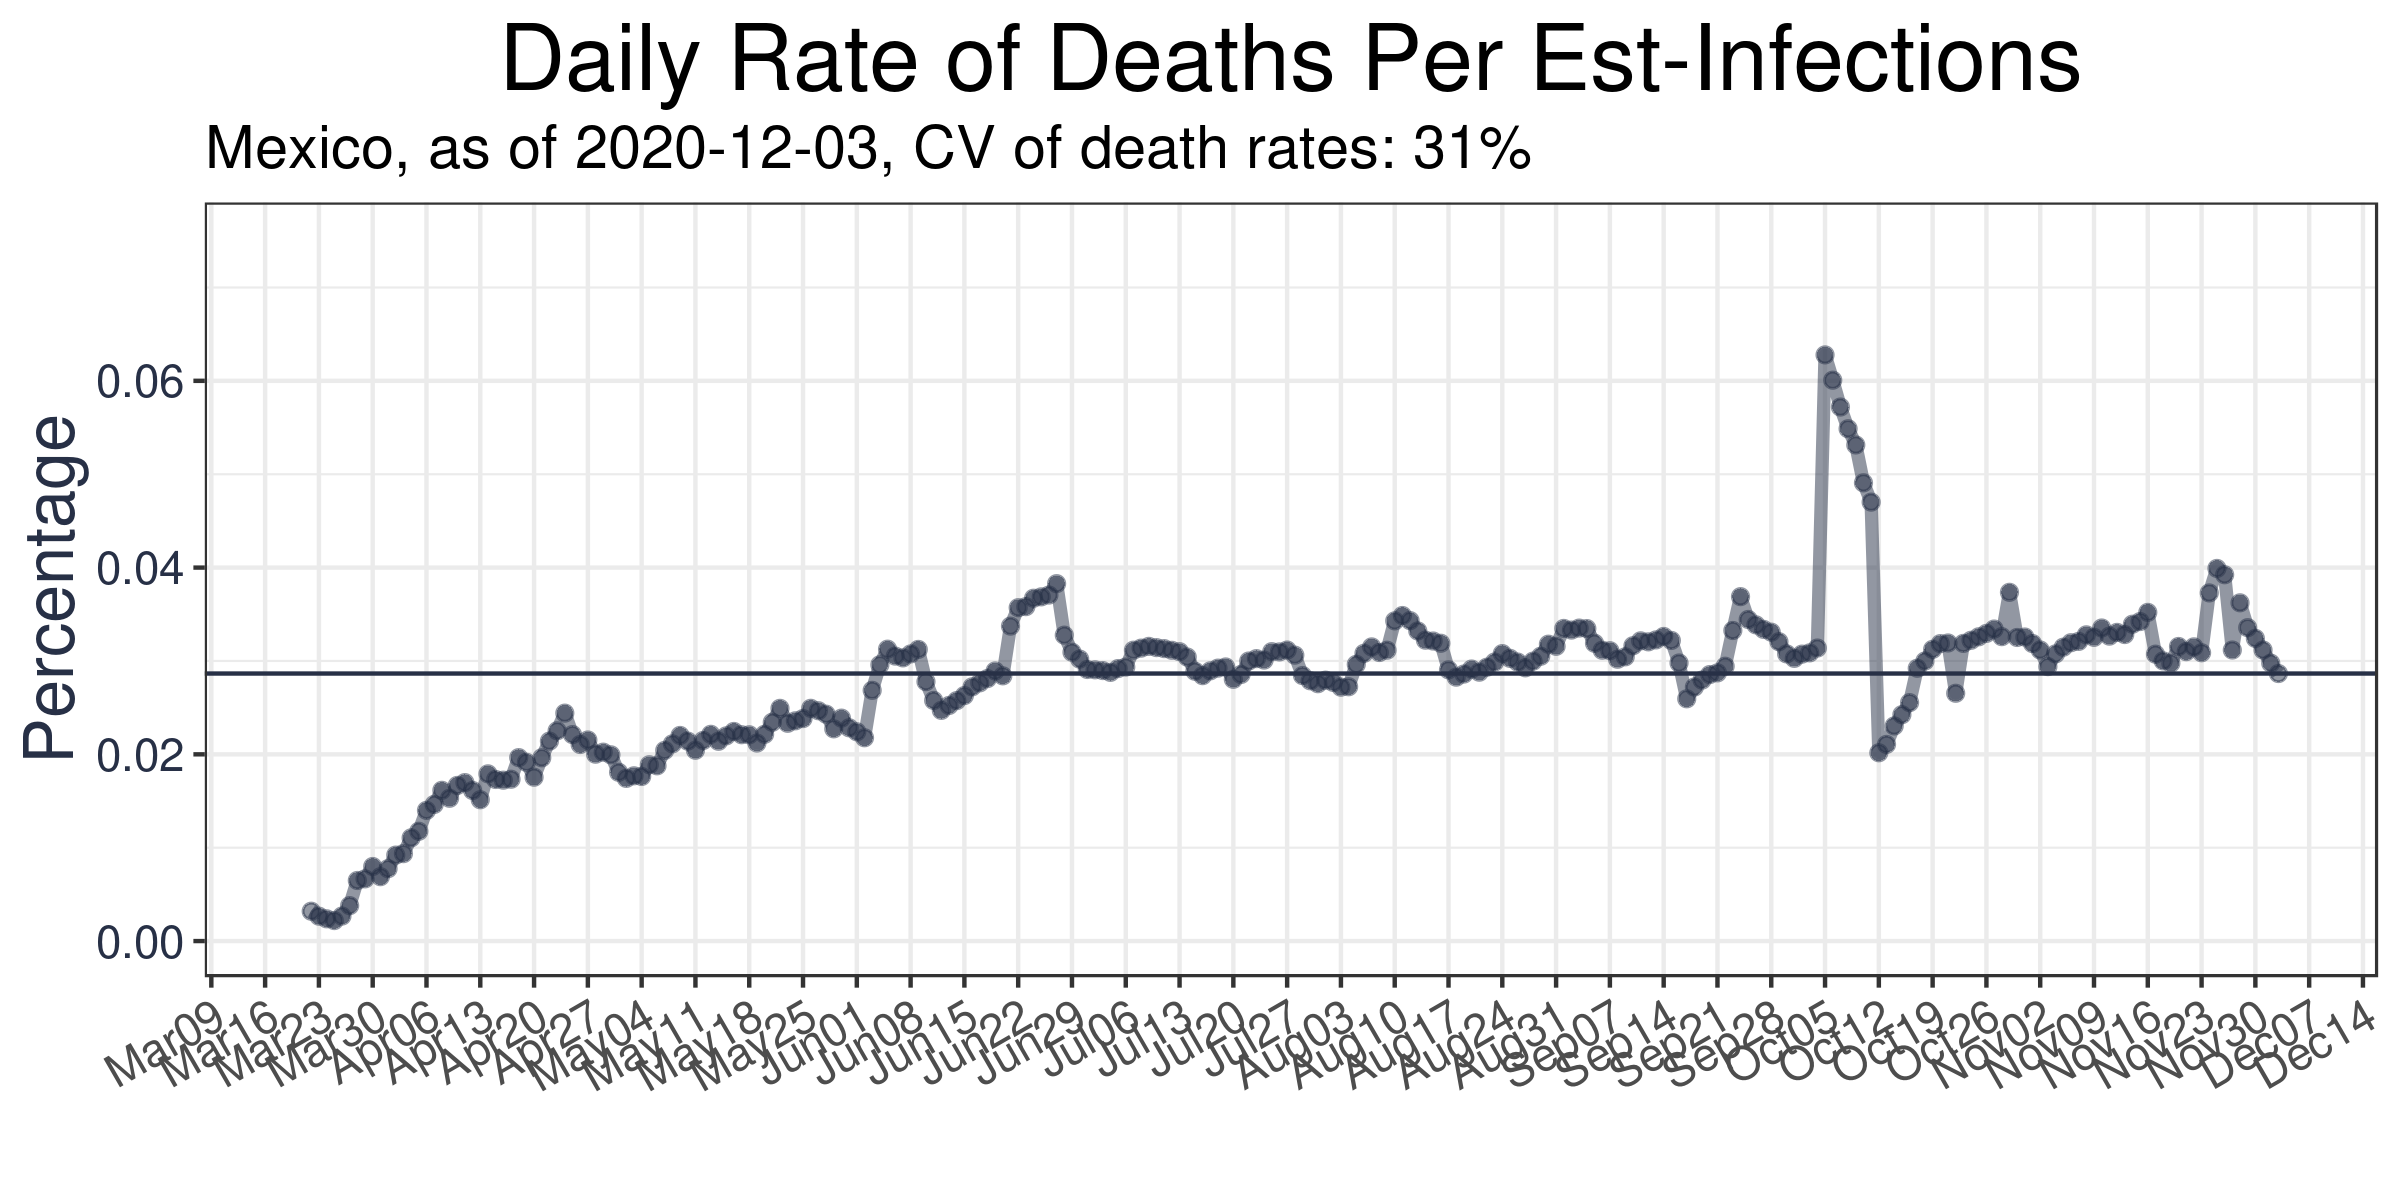 Daily Rate of Deaths Per Est-Infections
Mexico, as of 2020-12-03, CV of death rates: 31%
Percentage
0.06
0.04
0.02
0.00
Mar09
Mar16
Mar23
Mar30
Apr06
Apr13
Apr20
Apr27
May04
May11
May18
May25
Jun01
Jun08
Jun15
Jun22
Jun29
Jul06
Jul13
Jul20
Jul27
Aug03
Aug10
Aug17
Aug24
Aug31
Sep07
Sep14
Sep21
Sep28
Oct05
Oct12
Oct19
Oct26
Nov02
Nov09
Nov16
Nov23
Nov30
Dec07
Dec14